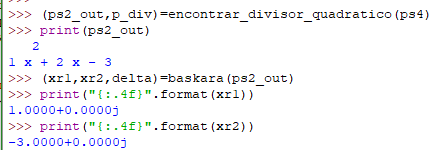 >>> (ps2_out,p_div)=encontrar_divisor_quadratico(ps4)
>>> print(ps2_out)
2
1 x + 2 x - 3
>>> (xr1,xr2,delta)=baskara(ps2_out)
>>> print("{:.4f}".format(xr1))
1.0000+0.0000j
>>> print("{:.4f}".format(xr2))
-3.0000+0.0000j